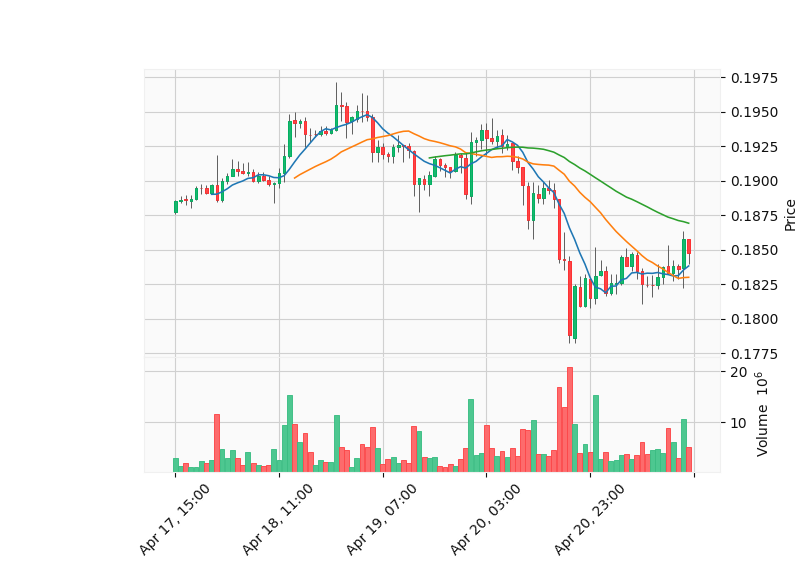 0.1975
0.1950
0.1925
0.1900
0.1875
0.1850
0.1825
0.1800
0.1775
Price
20
10
Volume 10^6
Apr 17, 15:00
Apr 18, 11:00
Apr 19, 07:00
Apr 20, 03:00
Apr 20, 23:00